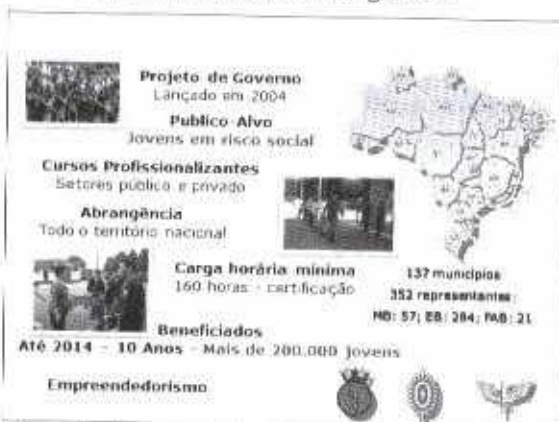 Projeto de Governo
Lançado em 2004
Publico-Alvo
Jovens em risco social
Cursos Profissionalizantes
Setores público e privado
Abrangência
Todo o território nacional
Carga horária mínima
160 horas - certificação
137 municípios
352 representantes:
MB: 57; EB: 284; FAB: 21
Beneficiados
Até 2014 - 10 Anos - Mais de 200.000 Jovens
Empreendedorismo